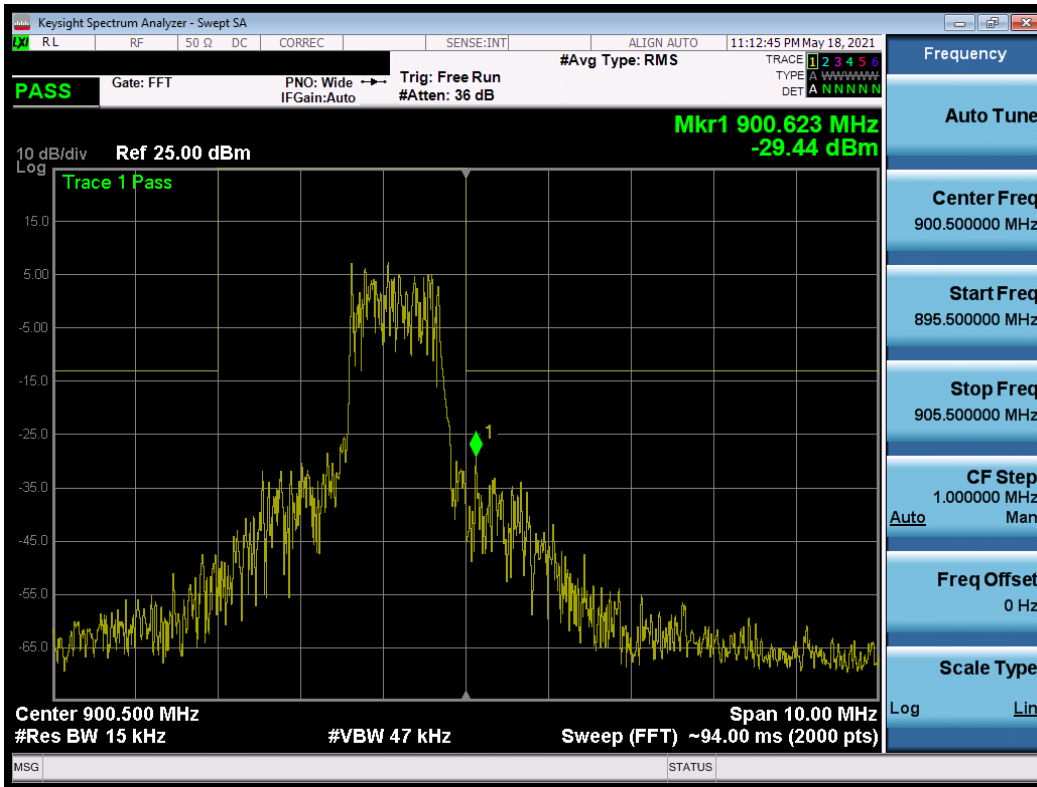 Keysight Spectrum Analyzer - Swept SA
LXI RL RF 50 Ω DC CORREC SENSE:INT ALIGN AUTO 11:12:45 PM May 18, 2021
PASS
Gate: FFT
PNO: Wide
IFGain:Auto
Trig: Free Run
#Atten: 36 dB
#Avg Type: RMS
TRACE 1 2 3 4 5 6
TYPE A WWWWW
DET A N N N N N
Mkr1 900.623 MHz
-29.44 dBm
10 dB/div Ref 25.00 dBm
Log
Trace 1 Pass
15.0
5.00
-5.00
-15.0
-25.0
1
-35.0
-45.0
-55.0
-65.0
Center 900.500 MHz Span 10.00 MHz
#Res BW 15 kHz #VBW 47 kHz Sweep (FFT) ~94.00 ms (2000 pts)
MSG STATUS
Frequency
Auto Tune
Center Freq
900.500000 MHz
Start Freq
895.500000 MHz
Stop Freq
905.500000 MHz
CF Step
1.000000 MHz
Auto Man
Freq Offset
0 Hz
Scale Type
Log Lin